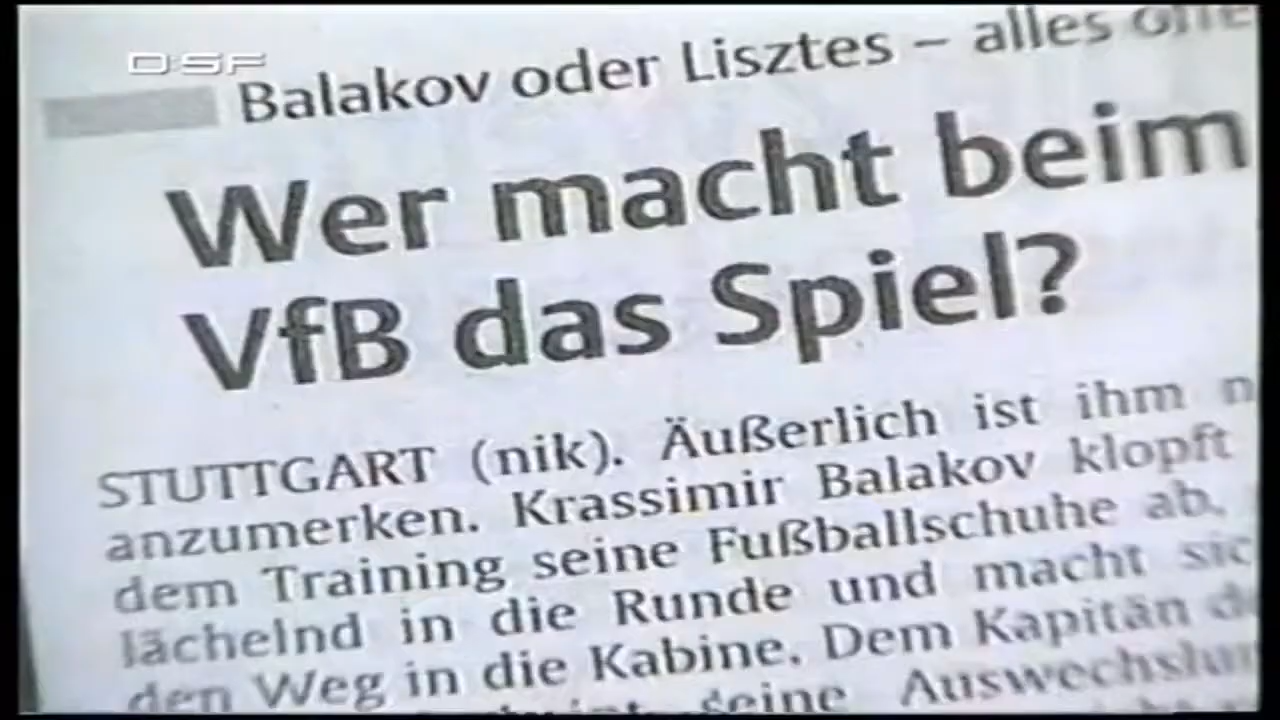 DSF
Balakov oder Lisztes – alles
Wer macht beim
VfB das Spiel?
STUTTGART (nik). Äußerlich ist ihm
anzumerken. Krassimir Balakov klopft
dem Training seine Fußballschuhe ab,
lächelnd in die Runde und macht
den Weg in die Kabine. Dem Kapitän
seine